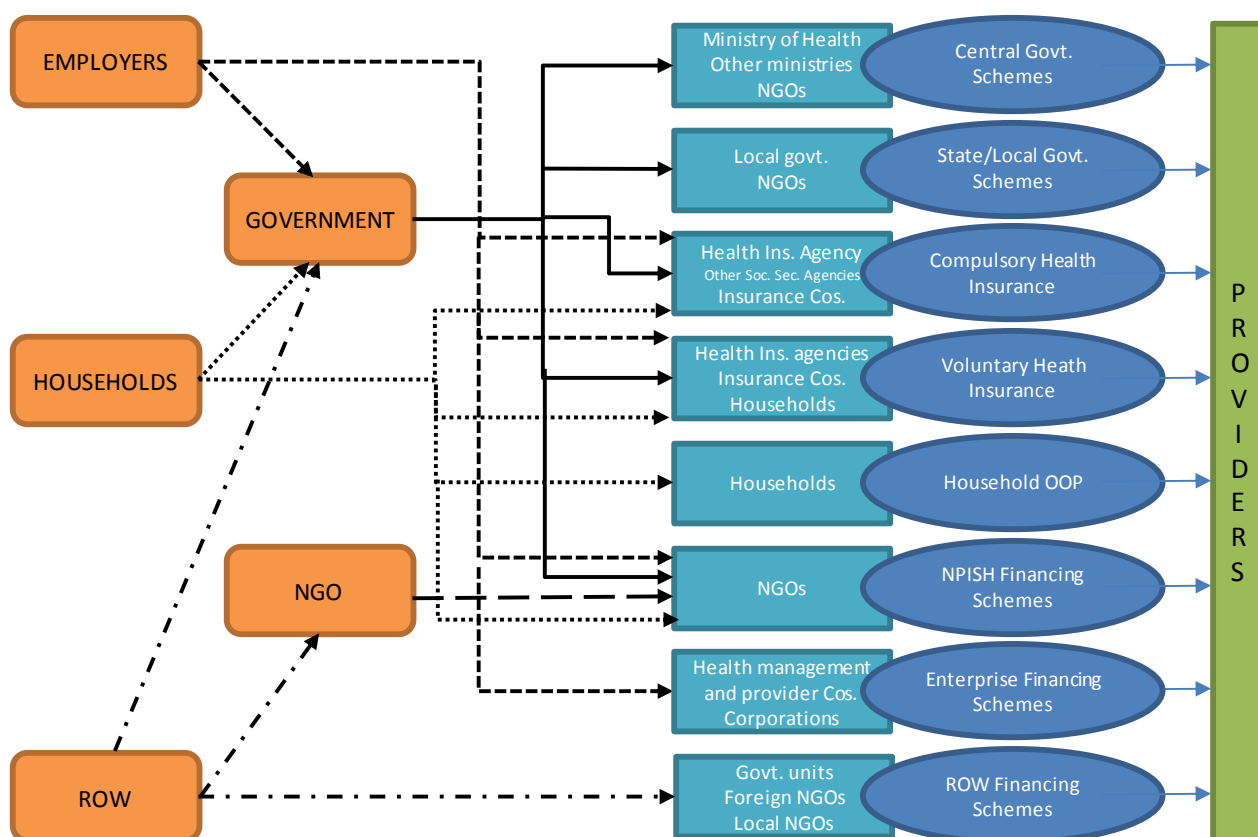 EMPLOYERS
GOVERNMENT
HOUSEHOLDS
NGO
ROW
Ministry of Health
Other ministries
NGOs
Central Govt.
Schemes
Local govt.
NGOs
State/Local Govt.
Schemes
Health Ins. Agency
Other Soc. Sec. Agencies
Insurance Cos.
Compulsory Health
Insurance
Health Ins. agencies
Insurance Cos.
Households
Voluntary Heath
Insurance
Households
Household OOP
NGOs
NPISH Financing
Schemes
Health management
and provider Cos.
Corporations
Enterprise Financing
Schemes
Govt. units
Foreign NGOs
Local NGOs
ROW Financing
Schemes
P
R
O
V
I
D
E
R
S